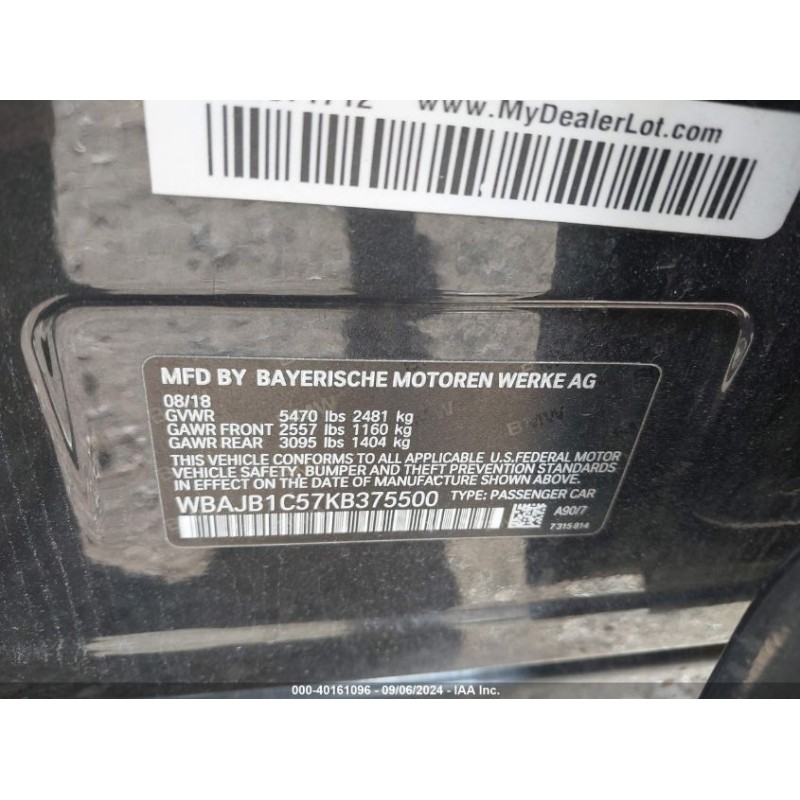 www.MyDealerLot.com
MFD BY BAYERISCHE MOTOREN WERKE AG
08/18
GVWR 5470 lbs 2481 kg
GAWR FRONT 2557 lbs 1160 kg
GAWR REAR 3095 lbs 1404 kg
THIS VEHICLE CONFORMS TO ALL APPLICABLE U.S.FEDERAL MOTOR
VEHICLE SAFETY, BUMPER AND THEFT PREVENTION STANDARDS
IN EFFECT ON THE DATE OF MANUFACTURE SHOWN ABOVE.
WBAJB1C57KB375500 TYPE: PASSENGER CAR
A90/7
7315814
000-40161096 - 09/06/2024 - IAA Inc.